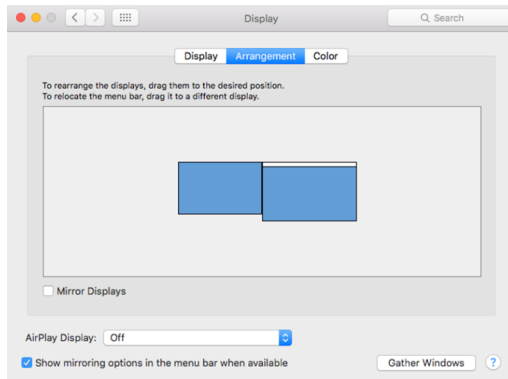 Display
Search
Display Arrangement Color
To rearrange the displays, drag them to the desired position.
To relocate the menu bar, drag it to a different display.
Mirror Displays
AirPlay Display: Off
Show mirroring options in the menu bar when available
Gather Windows ?